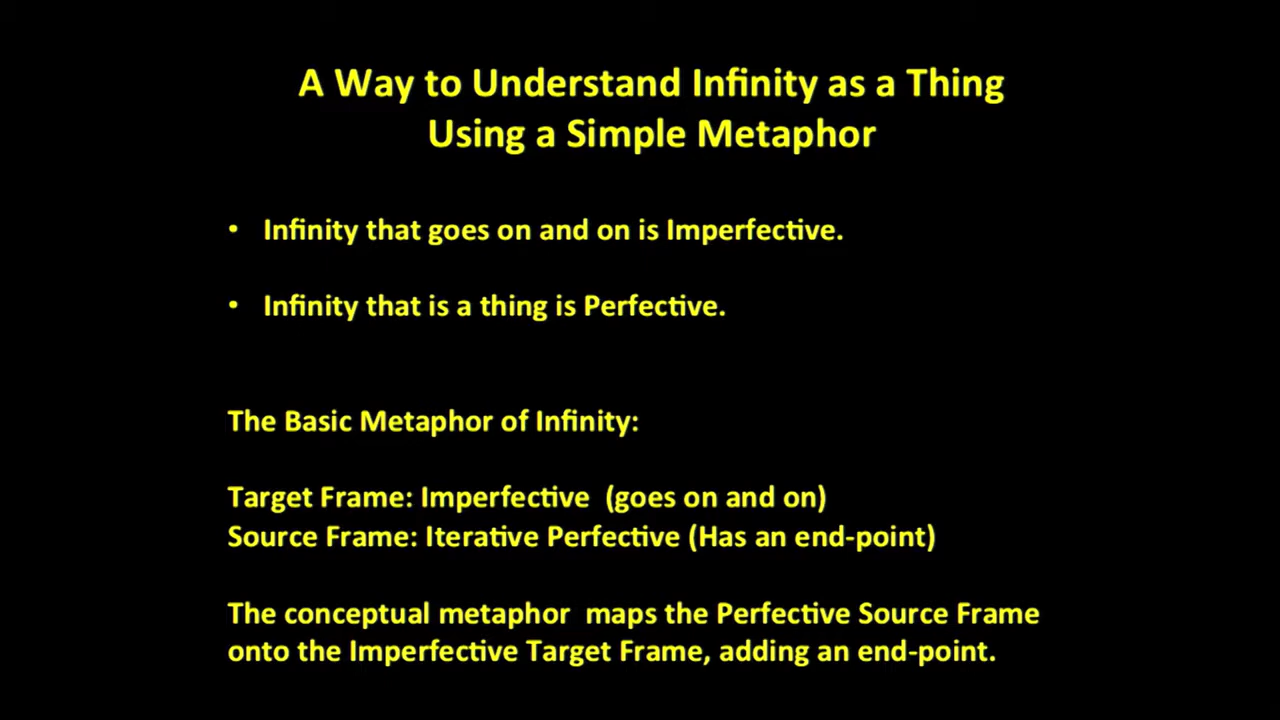 A Way to Understand Infinity as a Thing
Using a Simple Metaphor
• Infinity that goes on and on is Imperfective.
• Infinity that is a thing is Perfective.
The Basic Metaphor of Infinity:
Target Frame: Imperfective  (goes on and on)
Source Frame: Iterative Perfective (Has an end-point)
The conceptual metaphor  maps the Perfective Source Frame
onto the Imperfective Target Frame, adding an end-point.